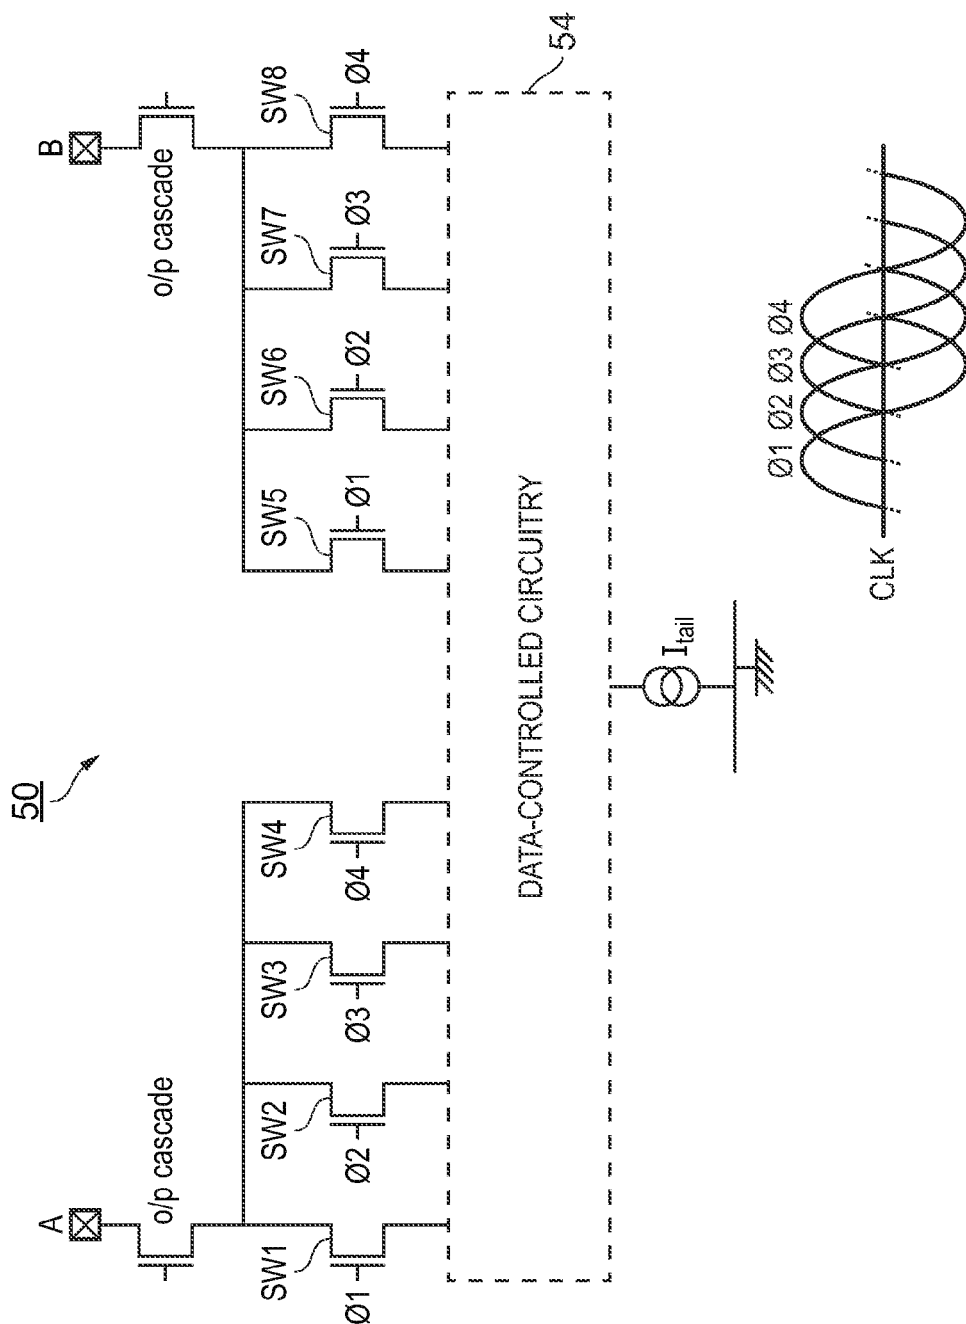 50
A
B
o/p cascade
o/p cascade
SW1
SW2
SW3
SW4
SW5
SW6
SW7
SW8
Ø1
Ø2
Ø3
Ø4
Ø1
Ø2
Ø3
Ø4
DATA-CONTROLLED CIRCUITRY
54
Itail
Ø1 Ø2 Ø3 Ø4
CLK